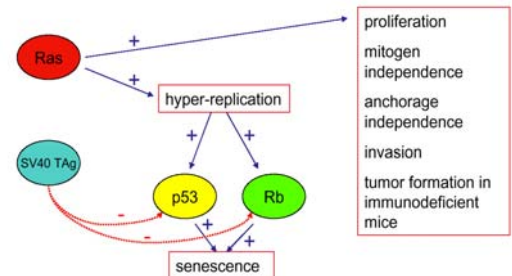 proliferation
mitogen
independence
anchorage
independence
invasion
tumor formation in
immunodeficient
mice
Ras
+
+
hyper-replication
+
+
SV40 TAg
p53
Rb
-
-
+
+
senescence